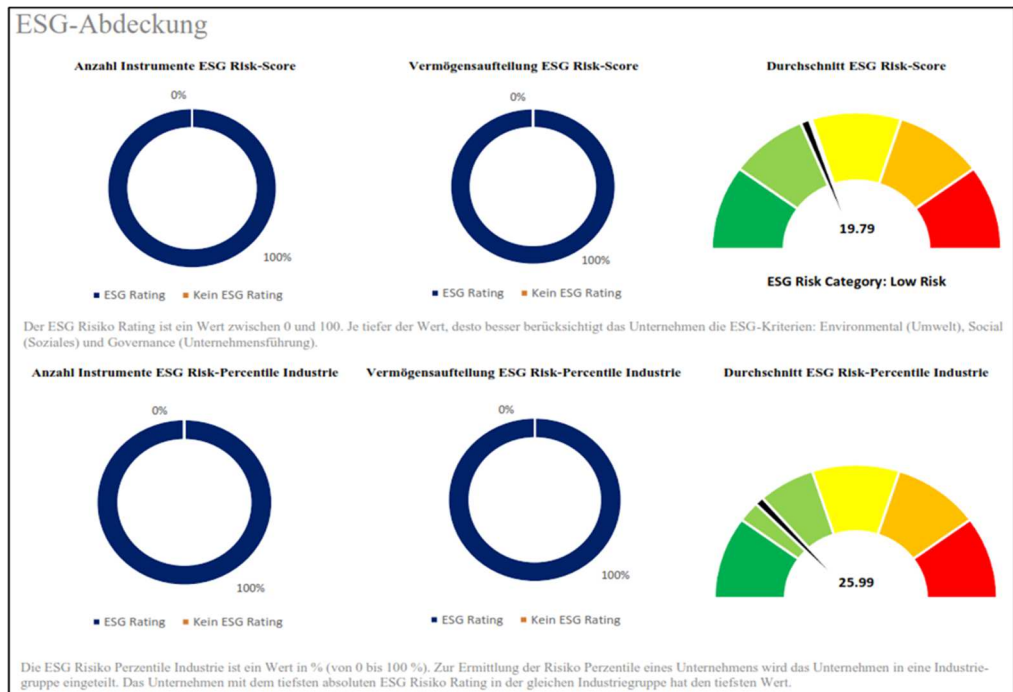 ESG-Abdeckung
Anzahl Instrumente ESG Risk-Score
Vermögensaufteilung ESG Risk-Score
Durchschnitt ESG Risk-Score
0%
0%
100%
100%
19.79
ESG Rating Kein ESG Rating
ESG Rating Kein ESG Rating
ESG Risk Category: Low Risk
Der ESG Risiko Rating ist ein Wert zwischen 0 und 100. Je tiefer der Wert, desto besser berücksichtigt das Unternehmen die ESG-Kriterien: Environmental (Umwelt), Social
(Soziales) und Governance (Unternehmensführung).
Anzahl Instrumente ESG Risk-Percentile Industrie
Vermögensaufteilung ESG Risk-Percentile Industrie
Durchschnitt ESG Risk-Percentile Industrie
0%
0%
100%
100%
25.99
ESG Rating Kein ESG Rating
ESG Rating Kein ESG Rating
Die ESG Risiko Perzentile Industrie ist ein Wert in % (von 0 bis 100 %). Zur Ermittlung der Risiko Perzentile eines Unternehmens wird das Unternehmen in eine Industrie-
gruppe eingeteilt. Das Unternehmen mit dem tiefsten absoluten ESG Risiko Rating in der gleichen Industriegruppe hat den tiefsten Wert.